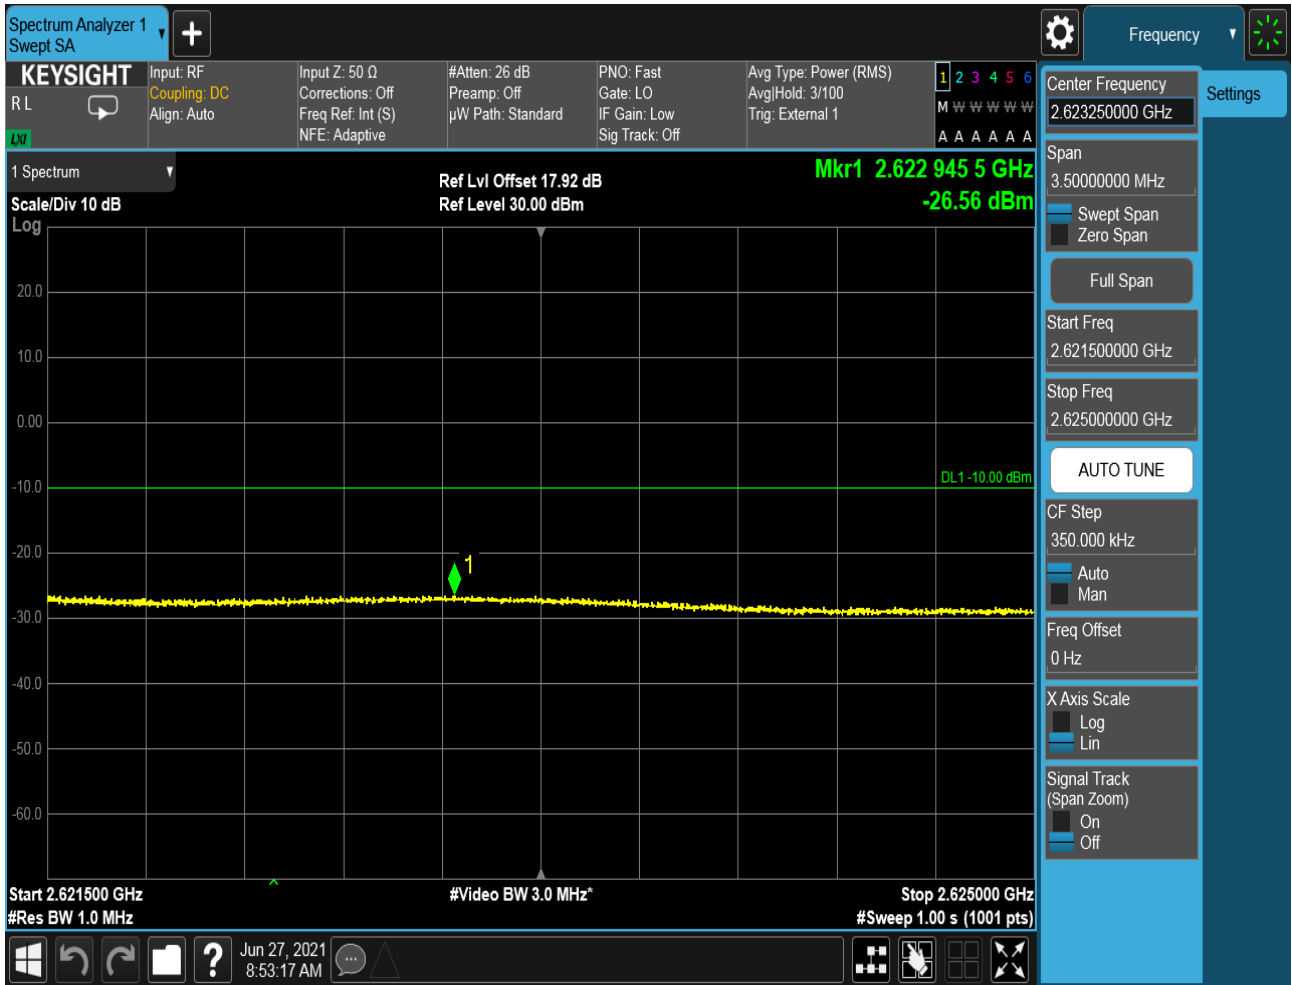 Spectrum Analyzer 1
Swept SA
Frequency
KEYSIGHT
R L
LXI
Input: RF
Coupling: DC
Align: Auto
Input Z: 50 Ω
Corrections: Off
Freq Ref: Int (S)
NFE: Adaptive
#Atten: 26 dB
Preamp: Off
µW Path: Standard
PNO: Fast
Gate: LO
IF Gain: Low
Sig Track: Off
Avg Type: Power (RMS)
Avg|Hold: 3/100
Trig: External 1
1 2 3 4 5 6
M W W W W W
A A A A A A
1 Spectrum
Scale/Div 10 dB
Log
Ref Lvl Offset 17.92 dB
Ref Level 30.00 dBm
Mkr1 2.622 945 5 GHz
-26.56 dBm
20.0
10.0
0.00
-10.0
-20.0
-30.0
-40.0
-50.0
-60.0
DL1 -10.00 dBm
1
Start 2.621500 GHz
#Res BW 1.0 MHz
#Video BW 3.0 MHz*
Stop 2.625000 GHz
#Sweep 1.00 s (1001 pts)
Center Frequency
2.623250000 GHz
Settings
Span
3.50000000 MHz
Swept Span
Zero Span
Full Span
Start Freq
2.621500000 GHz
Stop Freq
2.625000000 GHz
AUTO TUNE
CF Step
350.000 kHz
Auto
Man
Freq Offset
0 Hz
X Axis Scale
Log
Lin
Signal Track
(Span Zoom)
On
Off
?
Jun 27, 2021
8:53:17 AM